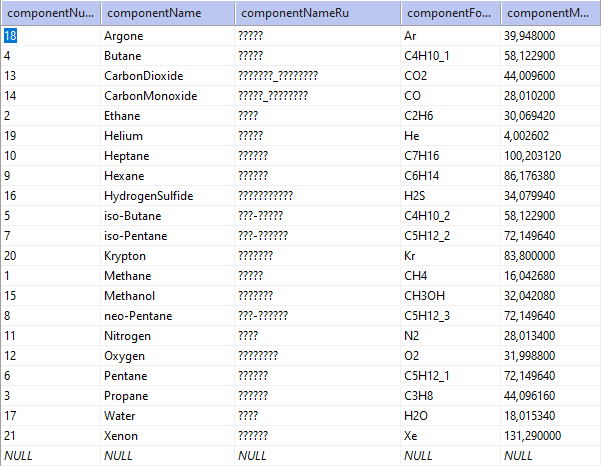 componentNu... componentName componentNameRu componentFo... componentM...
18 Argone ????? Ar 39,948000
4 Butane ????? C4H10_1 58,122900
13 CarbonDioxide ???????_???????? CO2 44,009600
14 CarbonMonoxide ?????_???????? CO 28,010200
2 Ethane ???? C2H6 30,069420
19 Helium ????? He 4,002602
10 Heptane ?????? C7H16 100,203120
9 Hexane ?????? C6H14 86,176380
16 HydrogenSulfide ??????????? H2S 34,079940
5 iso-Butane ???-????? C4H10_2 58,122900
7 iso-Pentane ???-?????? C5H12_2 72,149640
20 Krypton ??????? Kr 83,800000
1 Methane ????? CH4 16,042680
15 Methanol ??????? CH3OH 32,042080
8 neo-Pentane ???-?????? C5H12_3 72,149640
11 Nitrogen ???? N2 28,013400
12 Oxygen ???????? O2 31,998800
6 Pentane ?????? C5H12_1 72,149640
3 Propane ?????? C3H8 44,096160
17 Water ???? H2O 18,015340
21 Xenon ?????? Xe 131,290000
NULL NULL NULL NULL NULL